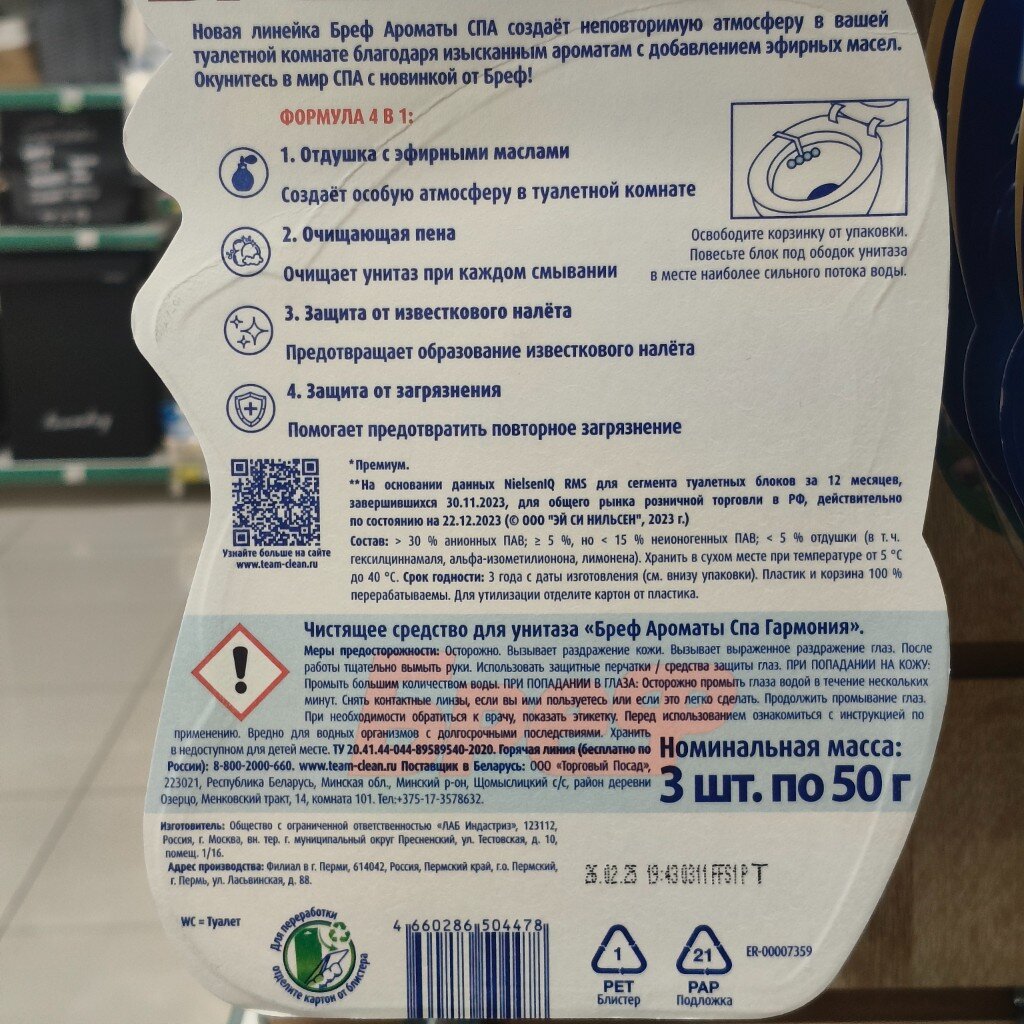 Новая линейка Бреф Ароматы СПА создаёт неповторимую атмосферу в вашей
туалетной комнате благодаря изысканным ароматам с добавлением эфирных масел.
Окунитесь в мир СПА с новинкой от Бреф!
ФОРМУЛА 4 В 1:
1. Отдушка с эфирными маслами
Создаёт особую атмосферу в туалетной комнате
2. Очищающая пена
Очищает унитаз при каждом смывании
3. Защита от известкового налёта
Предотвращает образование известкового налёта
4. Защита от загрязнения
Помогает предотвратить повторное загрязнение
Освободите корзинку от упаковки.
Повесьте блок под ободок унитаза
в месте наиболее сильного потока воды.
Узнайте больше на сайте
www.team-clean.ru
*Премиум.
**На основании данных NielsenIQ RMS для сегмента туалетных блоков за 12 месяцев,
завершившихся 30.11.2023, для общего рынка розничной торговли в РФ, действительно
по состоянию на 22.12.2023 (© ООО "ЭЙ СИ НИЛЬСЕН", 2023 г.)
Состав: > 30 % анионных ПАВ; ≥ 5 %, но < 15 % неионогенных ПАВ; < 5 % отдушки (в т.ч.
гексилциннамаля, альфа-изометилионона, лимонена). Хранить в сухом месте при температуре от 5 °C
до 40 °C. Срок годности: 3 года с даты изготовления (см. внизу упаковки). Пластик и корзина 100 %
перерабатываемы. Для утилизации отделите картон от пластика.
Чистящее средство для унитаза «Бреф Ароматы Спа Гармония».
Меры предосторожности: Осторожно. Вызывает раздражение кожи. Вызывает выраженное раздражение глаз. После
работы тщательно вымыть руки. Использовать защитные перчатки / средства защиты глаз. ПРИ ПОПАДАНИИ НА КОЖУ:
Промыть большим количеством воды. ПРИ ПОПАДАНИИ В ГЛАЗА: Осторожно промыть глаза водой в течение нескольких
минут. Снять контактные линзы, если вы ими пользуетесь или если это легко сделать. Продолжить промывание глаз.
При необходимости обратиться к врачу, показать этикетку. Перед использованием ознакомиться с инструкцией по
применению. Вредно для водных организмов с долгосрочными последствиями. Хранить
в недоступном для детей месте. ТУ 20.41.44-044-89589540-2020. Горячая линия (бесплатно по
России): 8-800-2000-660. www.team-clean.ru Поставщик в Беларусь: ООО «Торговый Посад»,
223021, Республика Беларусь, Минская обл., Минский р-он, Щомыслицкий с/с, район деревни
Озерцо, Менковский тракт, 14, комната 101. Тел:+375-17-3578632.
Номинальная масса:
3 шт. по 50 г
Изготовитель: Общество с ограниченной ответственностью «ЛАБ Индастриз», 123112,
Россия, г. Москва, вн. тер. г. муниципальный округ Пресненский, ул. Тестовская, д. 10,
помещ. 1/16.
Адрес производства: Филиал в г. Перми, 614042, Россия, Пермский край, г.о. Пермский,
г. Пермь, ул. Ласьвинская, д. 88.
26.02.25 19:43 0311 FFS1 P T
WC = Туалет
Для переработки
отделите картон от блистера
4 660286 504478
1
PET
Блистер
21
PAP
Подложка
ER-00007359